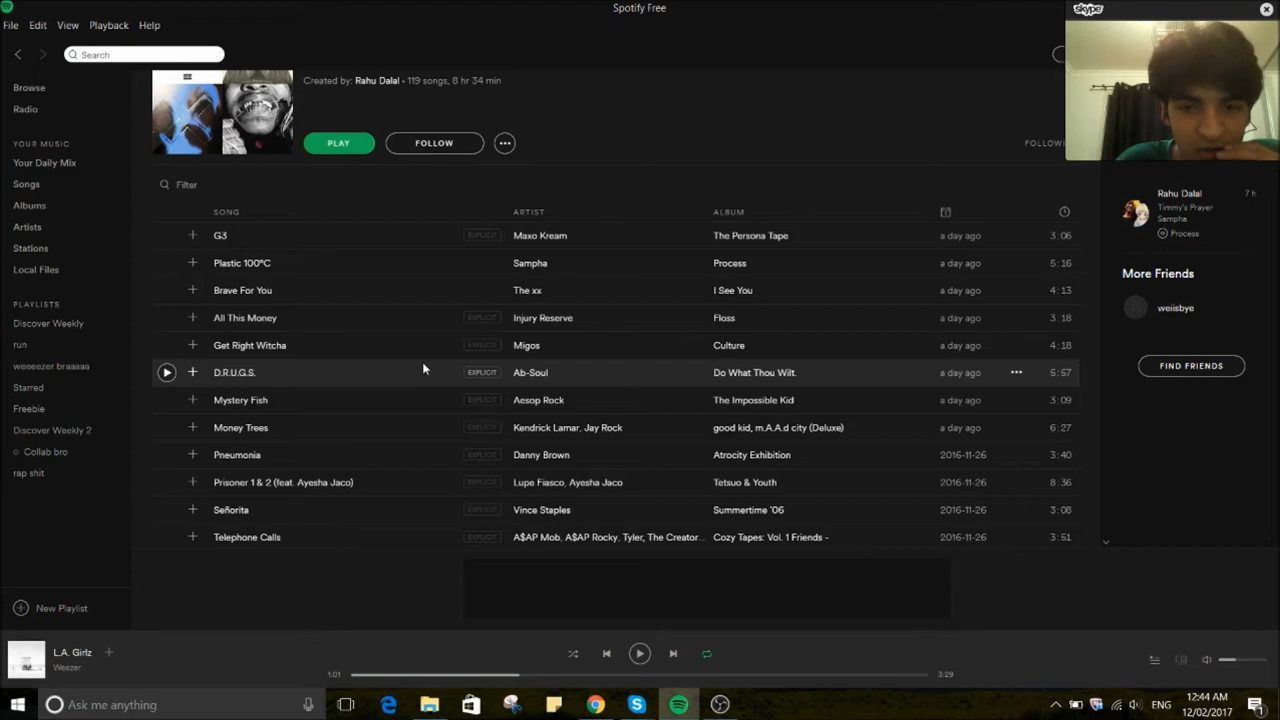 Spotify Free
skype
File Edit View Playback Help
Search
Browse
Radio
YOUR MUSIC
Your Daily Mix
Songs
Albums
Artists
Stations
Local Files
PLAYLISTS
Discover Weekly
run
weeeezer braaaaa
Starred
Freebie
Discover Weekly 2
Collab bro
rap shit
New Playlist
Created by: Rahu Dalal • 119 songs, 8 hr 34 min
PLAY FOLLOW
FOLLOWI
Filter
SONG ARTIST ALBUM
G3 EXPLICIT Maxo Kream The Persona Tape a day ago 3:06
Plastic 100°C Sampha Process a day ago 5:16
Brave For You The xx I See You a day ago 4:13
All This Money EXPLICIT Injury Reserve Floss a day ago 3:18
Get Right Witcha EXPLICIT Migos Culture a day ago 4:18
D.R.U.G.S. EXPLICIT Ab-Soul Do What Thou Wilt. a day ago 5:57
Mystery Fish EXPLICIT Aesop Rock The Impossible Kid a day ago 3:09
Money Trees EXPLICIT Kendrick Lamar, Jay Rock good kid, m.A.A.d city (Deluxe) a day ago 6:27
Pneumonia EXPLICIT Danny Brown Atrocity Exhibition 2016-11-26 3:40
Prisoner 1 & 2 (feat. Ayesha Jaco) EXPLICIT Lupe Fiasco, Ayesha Jaco Tetsuo & Youth 2016-11-26 8:36
Señorita EXPLICIT Vince Staples Summertime '06 2016-11-26 3:08
Telephone Calls EXPLICIT A$AP Mob, A$AP Rocky, Tyler, The Creator... Cozy Tapes: Vol. 1 Friends - 2016-11-26 3:51
Rahu Dalal 7 h
Timmy's Prayer
Sampha
Process
More Friends
weiisbye
FIND FRIENDS
L.A. Girlz
Weezer
1:01 3:29
Ask me anything
ENG
12:44 AM
12/02/2017